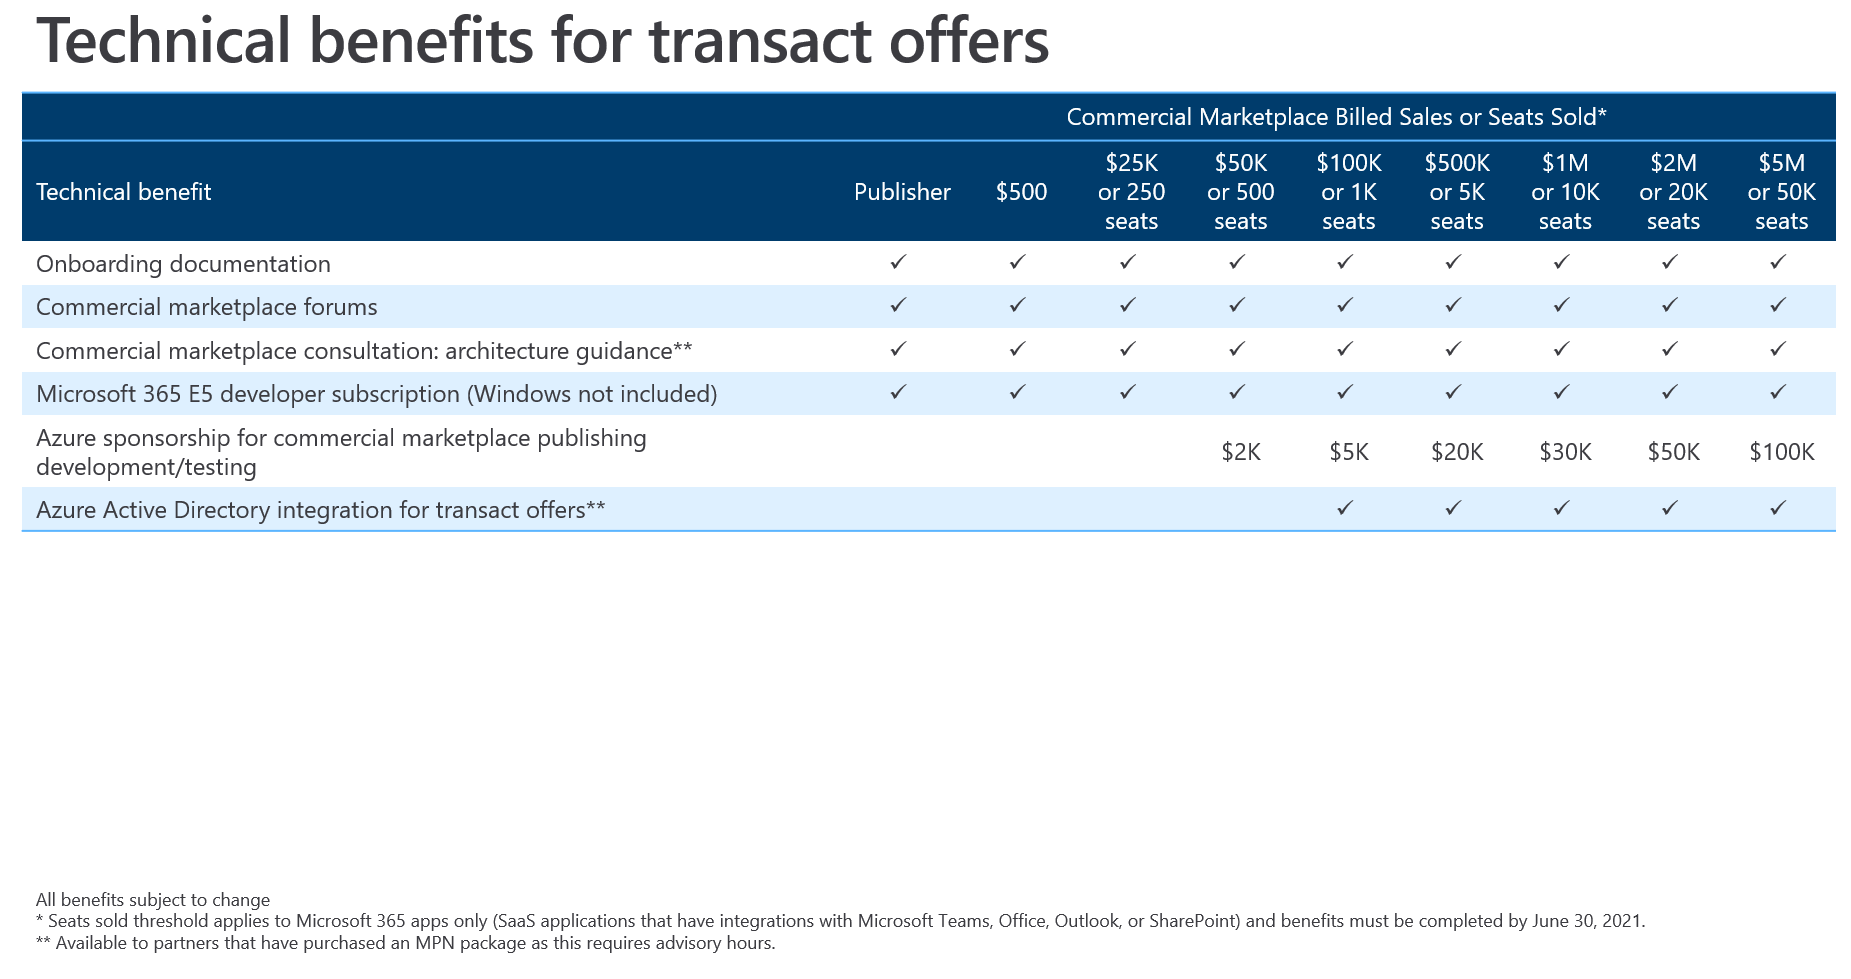 Technical benefits for transact offers
Commercial Marketplace Billed Sales or Seats Sold*
Technical benefit Publisher $500 $25K or 250 seats $50K or 500 seats $100K or 1K seats $500K or 5K seats $1M or 10K seats $2M or 20K seats $5M or 50K seats
Onboarding documentation ✓ ✓ ✓ ✓ ✓ ✓ ✓ ✓ ✓
Commercial marketplace forums ✓ ✓ ✓ ✓ ✓ ✓ ✓ ✓ ✓
Commercial marketplace consultation: architecture guidance** ✓ ✓ ✓ ✓ ✓ ✓ ✓ ✓ ✓
Microsoft 365 E5 developer subscription (Windows not included) ✓ ✓ ✓ ✓ ✓ ✓ ✓ ✓ ✓
Azure sponsorship for commercial marketplace publishing
development/testing $2K $5K $20K $30K $50K $100K
Azure Active Directory integration for transact offers** ✓ ✓ ✓ ✓ ✓
All benefits subject to change
* Seats sold threshold applies to Microsoft 365 apps only (SaaS applications that have integrations with Microsoft Teams, Office, Outlook, or SharePoint) and benefits must be completed by June 30, 2021.
** Available to partners that have purchased an MPN package as this requires advisory hours.